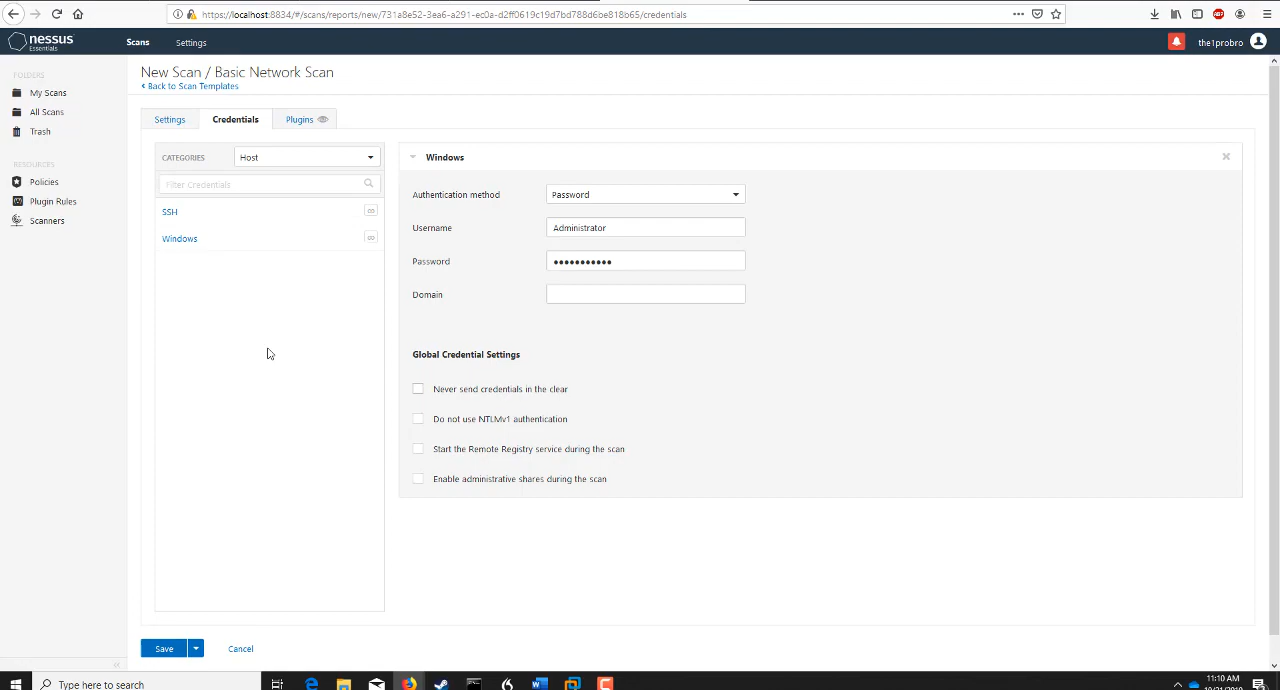 https://localhost:8834/#/scans/reports/new/731a8e52-3ea6-a291-ec0a-d2ff0619c19d7bd788d6be818b65/credentials
nessus
Essentials
Scans
Settings
the1probro
FOLDERS
My Scans
All Scans
Trash
RESOURCES
Policies
Plugin Rules
Scanners
New Scan / Basic Network Scan
Back to Scan Templates
Settings
Credentials
Plugins
CATEGORIES
Host
Filter Credentials
SSH
∞
Windows
∞
Windows
Authentication method
Password
Username
Administrator
Password
•••••••••••
Domain
Global Credential Settings
Never send credentials in the clear
Do not use NTLMv1 authentication
Start the Remote Registry service during the scan
Enable administrative shares during the scan
Save
Cancel
Type here to search
11:10 AM